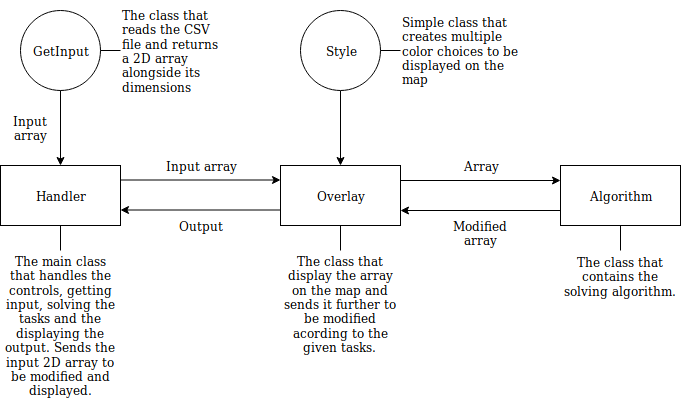 GetInput
The class that
reads the CSV
file and returns
a 2D array
alongside its
dimensions
Style
Simple class that
creates multiple
color choices to be
displayed on the
map
Input
array
Handler
Input array
Output
Overlay
Array
Modified
array
Algorithm
The main class
that handles the
controls, getting
input, solving the
tasks and the
displaying the
output. Sends the
input 2D array to
be modified and
displayed.
The class that
display the array
on the map and
sends it further to
be modified
acording to the
given tasks.
The class that
contains the
solving algorithm.